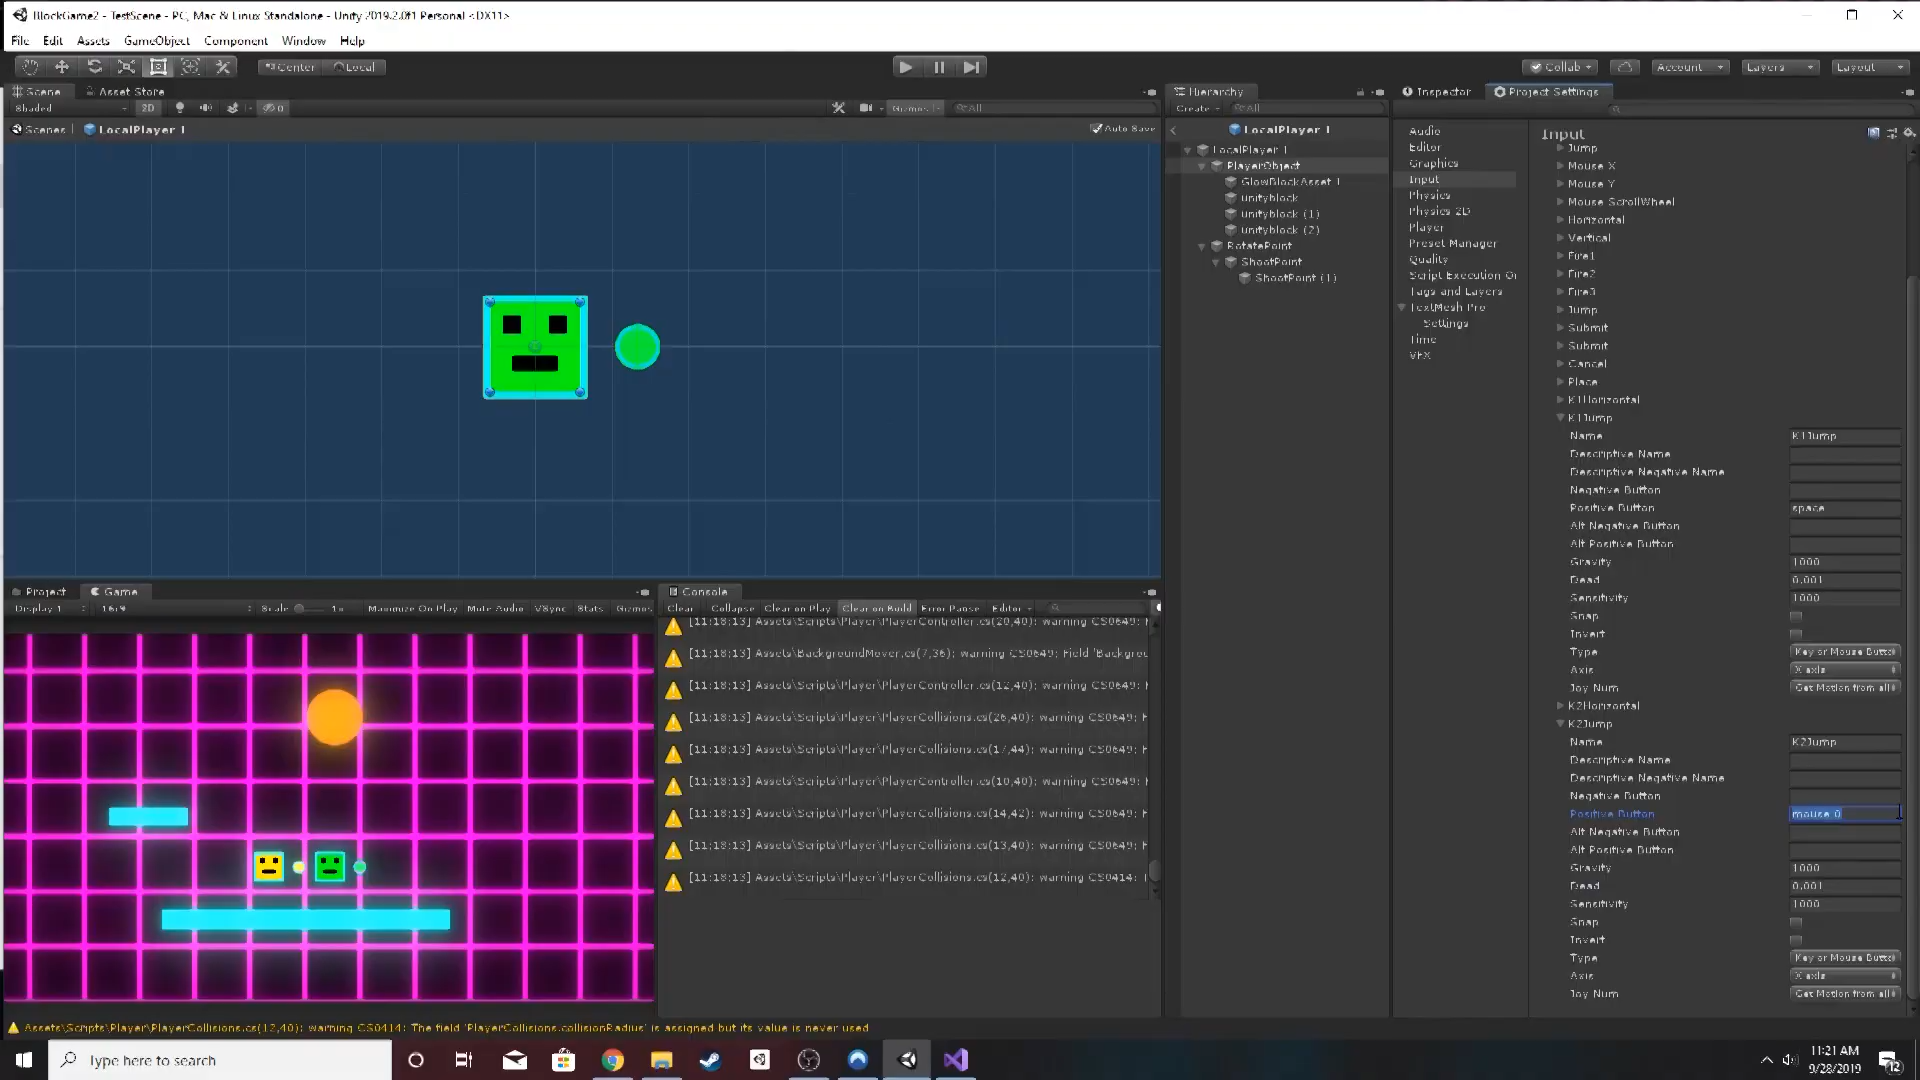 BlockGame2 - TestScene - PC, Mac & Linux Standalone - Unity 2019.2.0f1 Personal <DX11>
File Edit Assets GameObject Component Window Help
Center Local
Collab Account Layers Layout
Scene Asset Store
Shaded 2D 0 Gizmos All
Scenes LocalPlayer 1 Auto Save
Hierarchy
Create All
LocalPlayer 1
LocalPlayer 1
PlayerObject
GlowBlockAsset 1
unityblock
unityblock (1)
unityblock (2)
RotatePoint
ShootPoint
ShootPoint (1)
Inspector Project Settings
Audio
Editor
Graphics
Input
Physics
Physics 2D
Player
Preset Manager
Quality
Script Execution Or
Tags and Layers
TextMesh Pro
Settings
Time
VFX
Input
Jump
Mouse X
Mouse Y
Mouse ScrollWheel
Horizontal
Vertical
Fire1
Fire2
Fire3
Jump
Submit
Submit
Cancel
Place
K1Horizontal
K1Jump
Name K1Jump
Descriptive Name
Descriptive Negative Name
Negative Button
Positive Button space
Alt Negative Button
Alt Positive Button
Gravity 1000
Dead 0.001
Sensitivity 1000
Snap
Invert
Type Key or Mouse Butto
Axis X axis
Joy Num Get Motion from all
K2Horizontal
K2Jump
Name K2Jump
Descriptive Name
Descriptive Negative Name
Negative Button
Positive Button mouse 0
Alt Negative Button
Alt Positive Button
Gravity 1000
Dead 0.001
Sensitivity 1000
Snap
Invert
Type Key or Mouse Butto
Axis X axis
Joy Num Get Motion from all
Project Game
Display 1 16:9 Scale 1x Maximize On Play Mute Audio VSync Stats Gizmos
Console
Clear Collapse Clear on Play Clear on Build Error Pause Editor
[11:18:13] Assets\Scripts\Player\PlayerController.cs(20,40): warning CS0649:
[11:18:13] Assets\BackgroundMover.cs(7,36): warning CS0649: Field 'Backgrou
[11:18:13] Assets\Scripts\Player\PlayerController.cs(12,40): warning CS0649:
[11:18:13] Assets\Scripts\Player\PlayerCollisions.cs(26,40): warning CS0649:
[11:18:13] Assets\Scripts\Player\PlayerCollisions.cs(17,44): warning CS0649:
[11:18:13] Assets\Scripts\Player\PlayerController.cs(10,40): warning CS0649:
[11:18:13] Assets\Scripts\Player\PlayerCollisions.cs(14,42): warning CS0649:
[11:18:13] Assets\Scripts\Player\PlayerCollisions.cs(13,40): warning CS0649:
[11:18:13] Assets\Scripts\Player\PlayerCollisions.cs(12,40): warning CS0414:
Assets\Scripts\Player\PlayerCollisions.cs(12,40): warning CS0414: The field 'PlayerCollisions.collisionRadius' is assigned but its value is never used
Type here to search
11:21 AM
9/28/2019
12